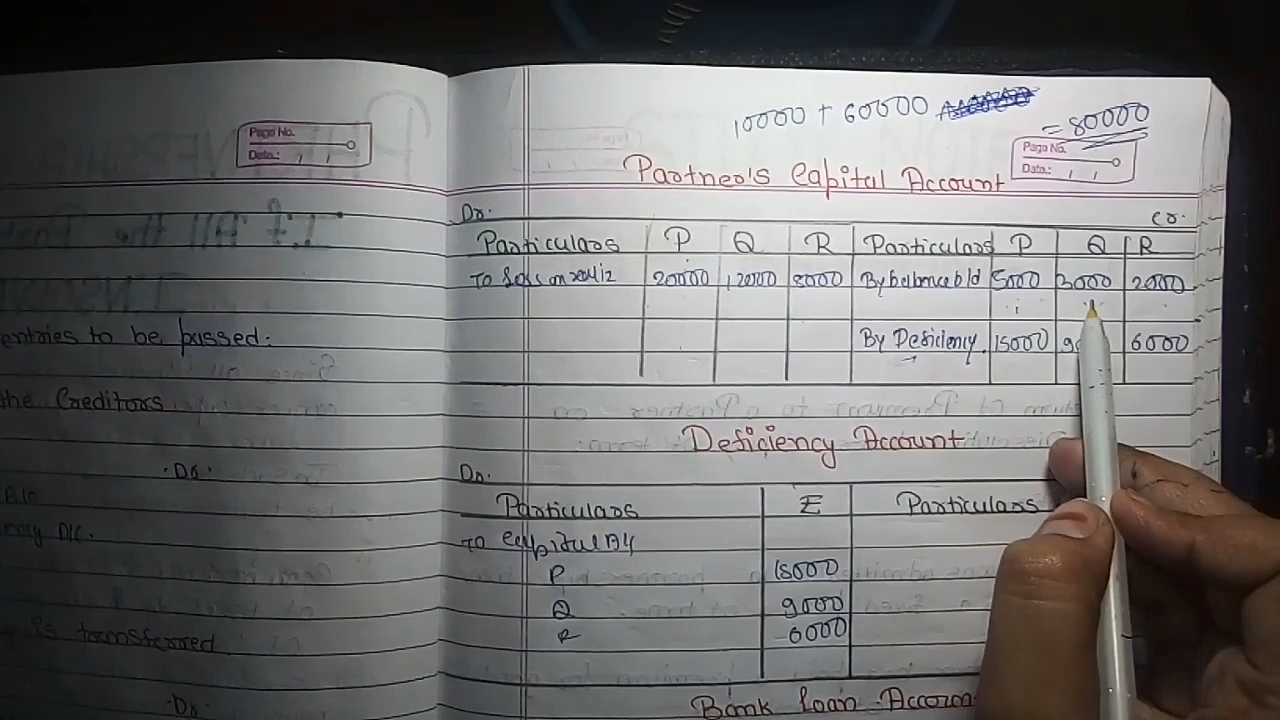 10000 + 60000
= 80000
Page No.
Date:
Page No.
Date:
Partner's Capital Account
Dr.
Cr.
Particulars P Q R Particulars P Q R
To Loss on realiz 20000 12000 8000 By balance b/d 5000 3000 2000
By Deficiency. 15000 6000
entries to be passed:
the Creditors
Deficiency Account
Dr.
Dr.
Particulars Particulars
A/c
To Capital A/c
P 15000
Q 9000
R 6000
is transferred
Dr.
Bank Loan